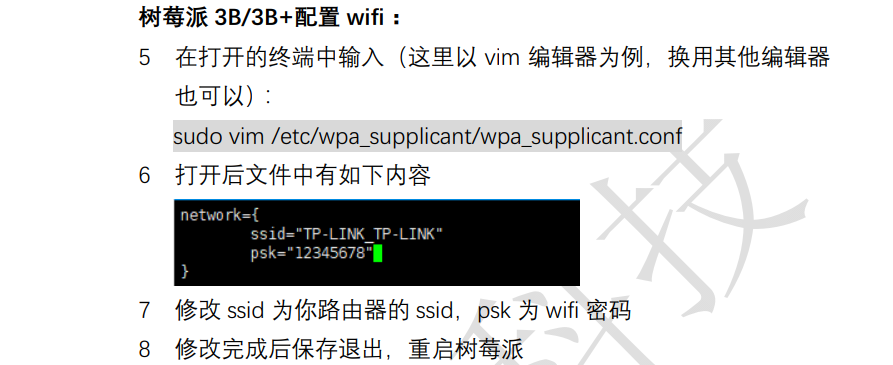 树莓派 3B/3B+配置 wifi：
5 在打开的终端中输入（这里以 vim 编辑器为例，换用其他编辑器
也可以）：
sudo vim /etc/wpa_supplicant/wpa_supplicant.conf
6 打开后文件中有如下内容
network={
ssid="TP-LINK_TP-LINK"
psk="12345678"
}
7 修改 ssid 为你路由器的 ssid，psk 为 wifi 密码
8 修改完成后保存退出，重启树莓派
科技